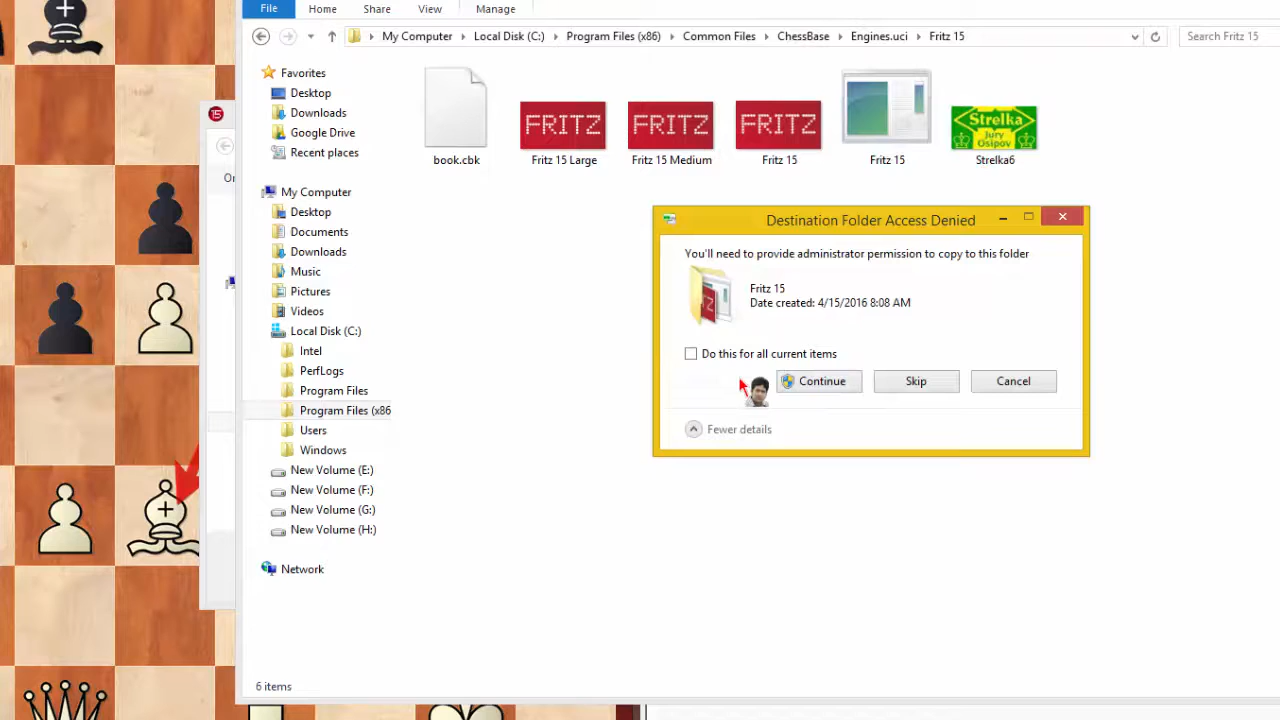 File Home Share View Manage
My Computer Local Disk (C:) Program Files (x86) Common Files ChessBase Engines.uci Fritz 15 Search Fritz 15
15
Or
Favorites
Desktop
Downloads
Google Drive
Recent places
My Computer
Desktop
Documents
Downloads
Music
Pictures
Videos
Local Disk (C:)
Intel
PerfLogs
Program Files
Program Files (x86
Users
Windows
New Volume (E:)
New Volume (F:)
New Volume (G:)
New Volume (H:)
Network
6 items
FRITZ FRITZ FRITZ
Strelka
Jury
Osipov
book.cbk Fritz 15 Large Fritz 15 Medium Fritz 15 Fritz 15 Strelka6
Destination Folder Access Denied
You'll need to provide administrator permission to copy to this folder
Fritz 15
Date created: 4/15/2016 8:08 AM
Do this for all current items
Continue Skip Cancel
Fewer details